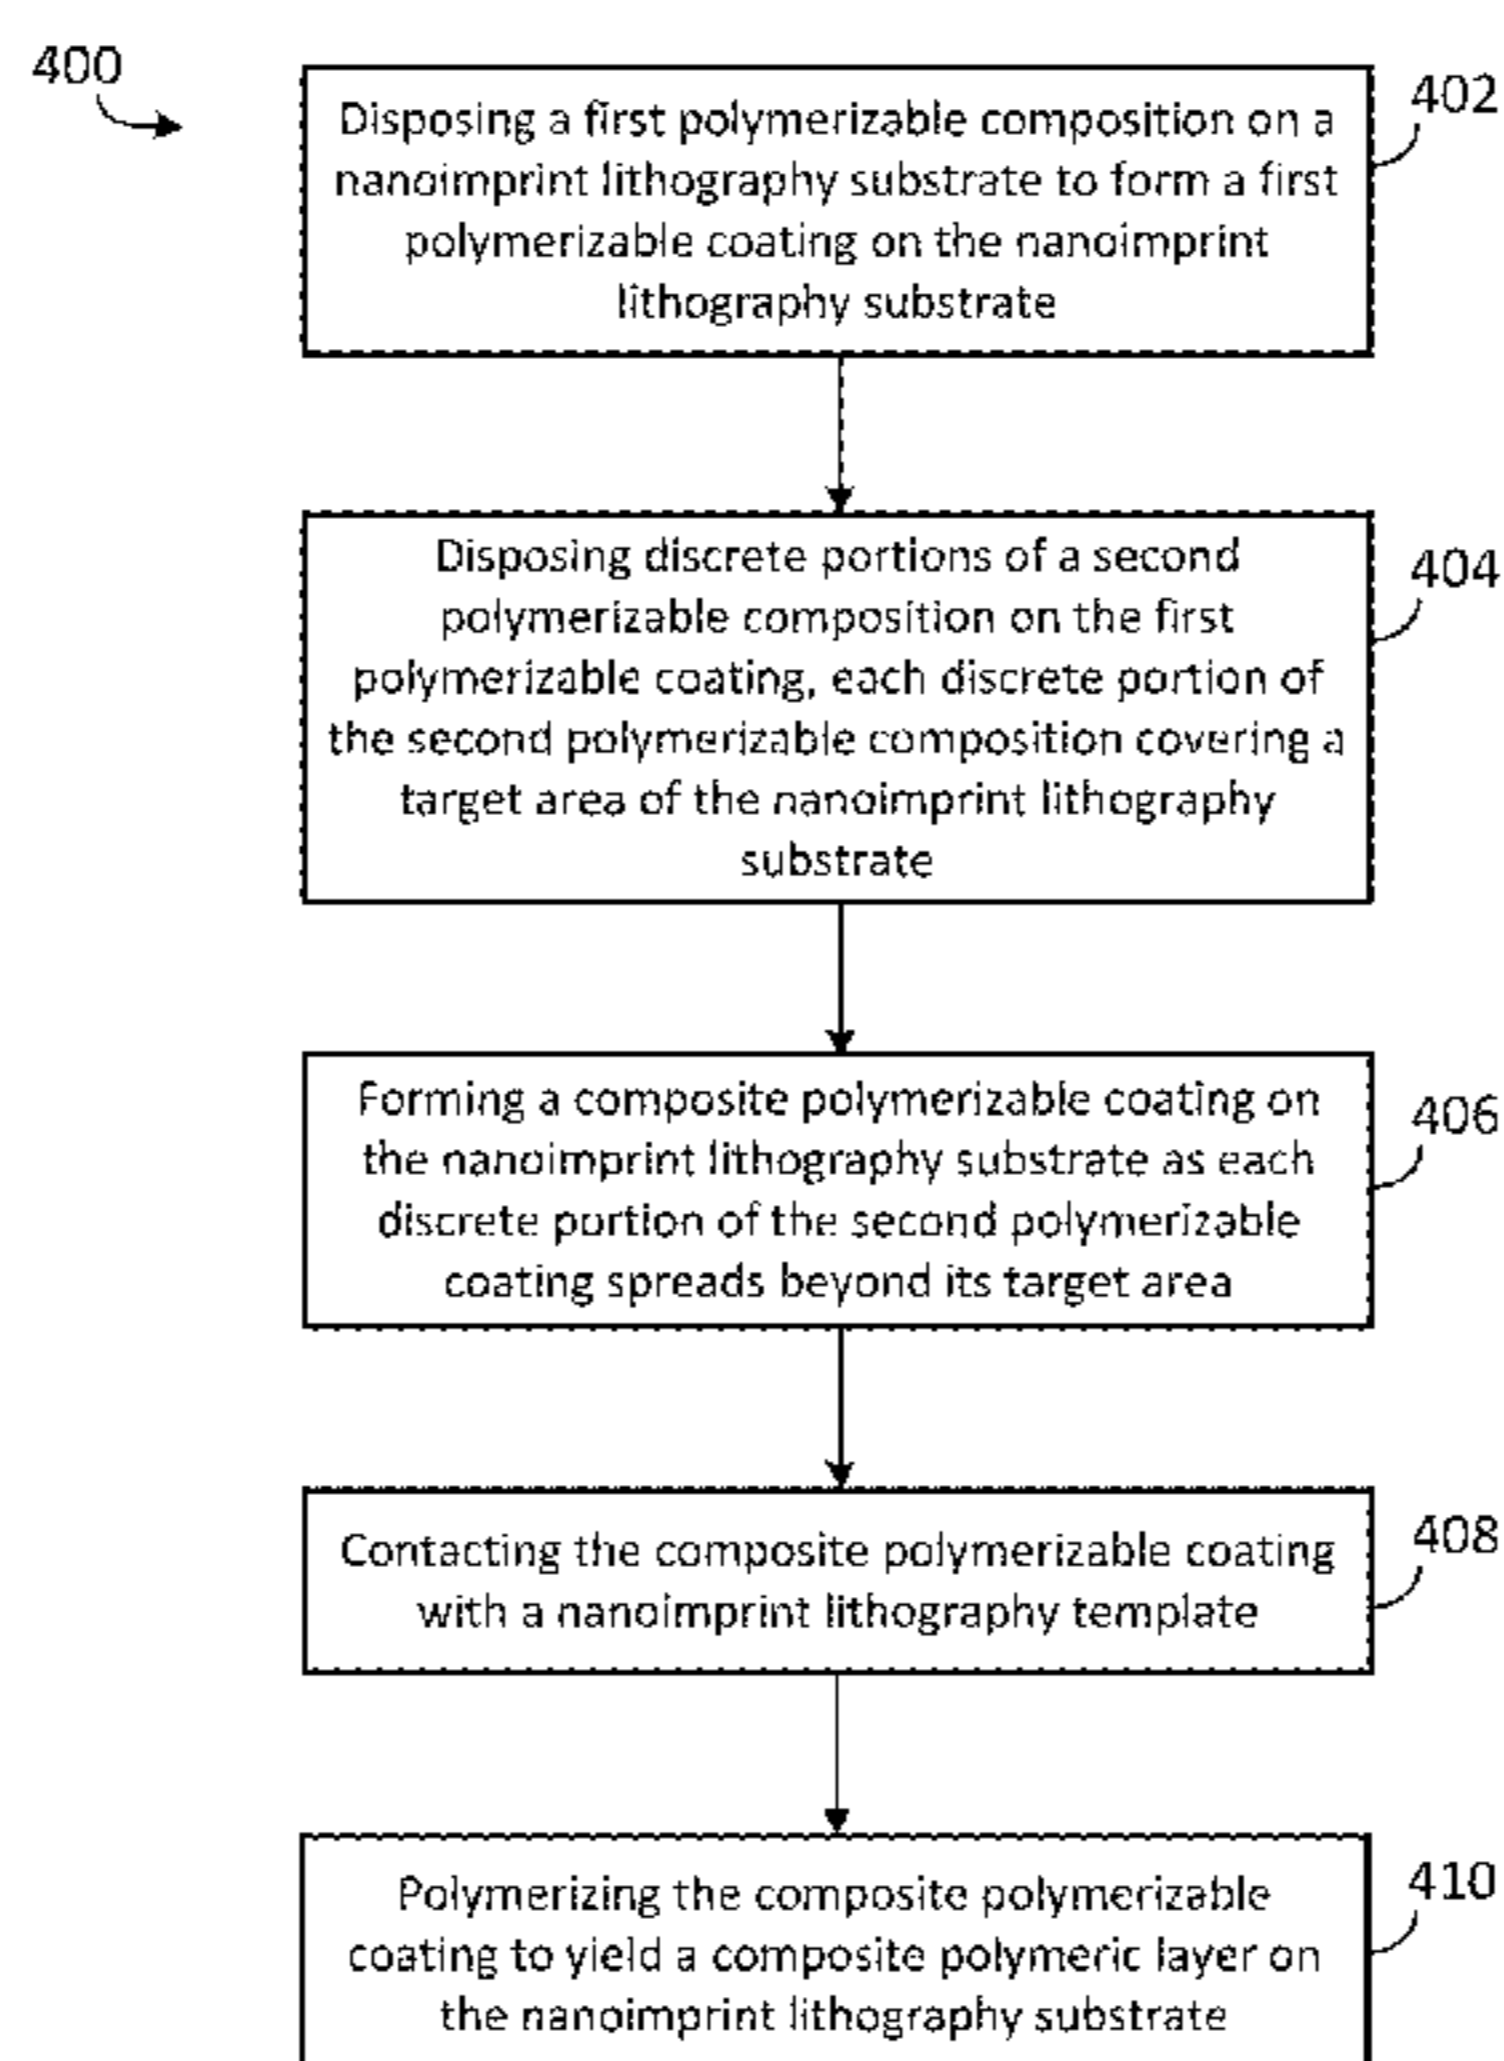 400
402
Disposing a first polymerizable composition on a
nanoimprint lithography substrate to form a first
polymerizable coating on the nanoimprint
lithography substrate
404
Disposing discrete portions of a second
polymerizable composition on the first
polymerizable coating, each discrete portion of
the second polymerizable composition covering a
target area of the nanoimprint lithography
substrate
406
Forming a composite polymerizable coating on
the nanoimprint lithography substrate as each
discrete portion of the second polymerizable
coating spreads beyond its target area
408
Contacting the composite polymerizable coating
with a nanoimprint lithography template
410
Polymerizing the composite polymerizable
coating to yield a composite polymeric layer on
the nanoimprint lithography substrate